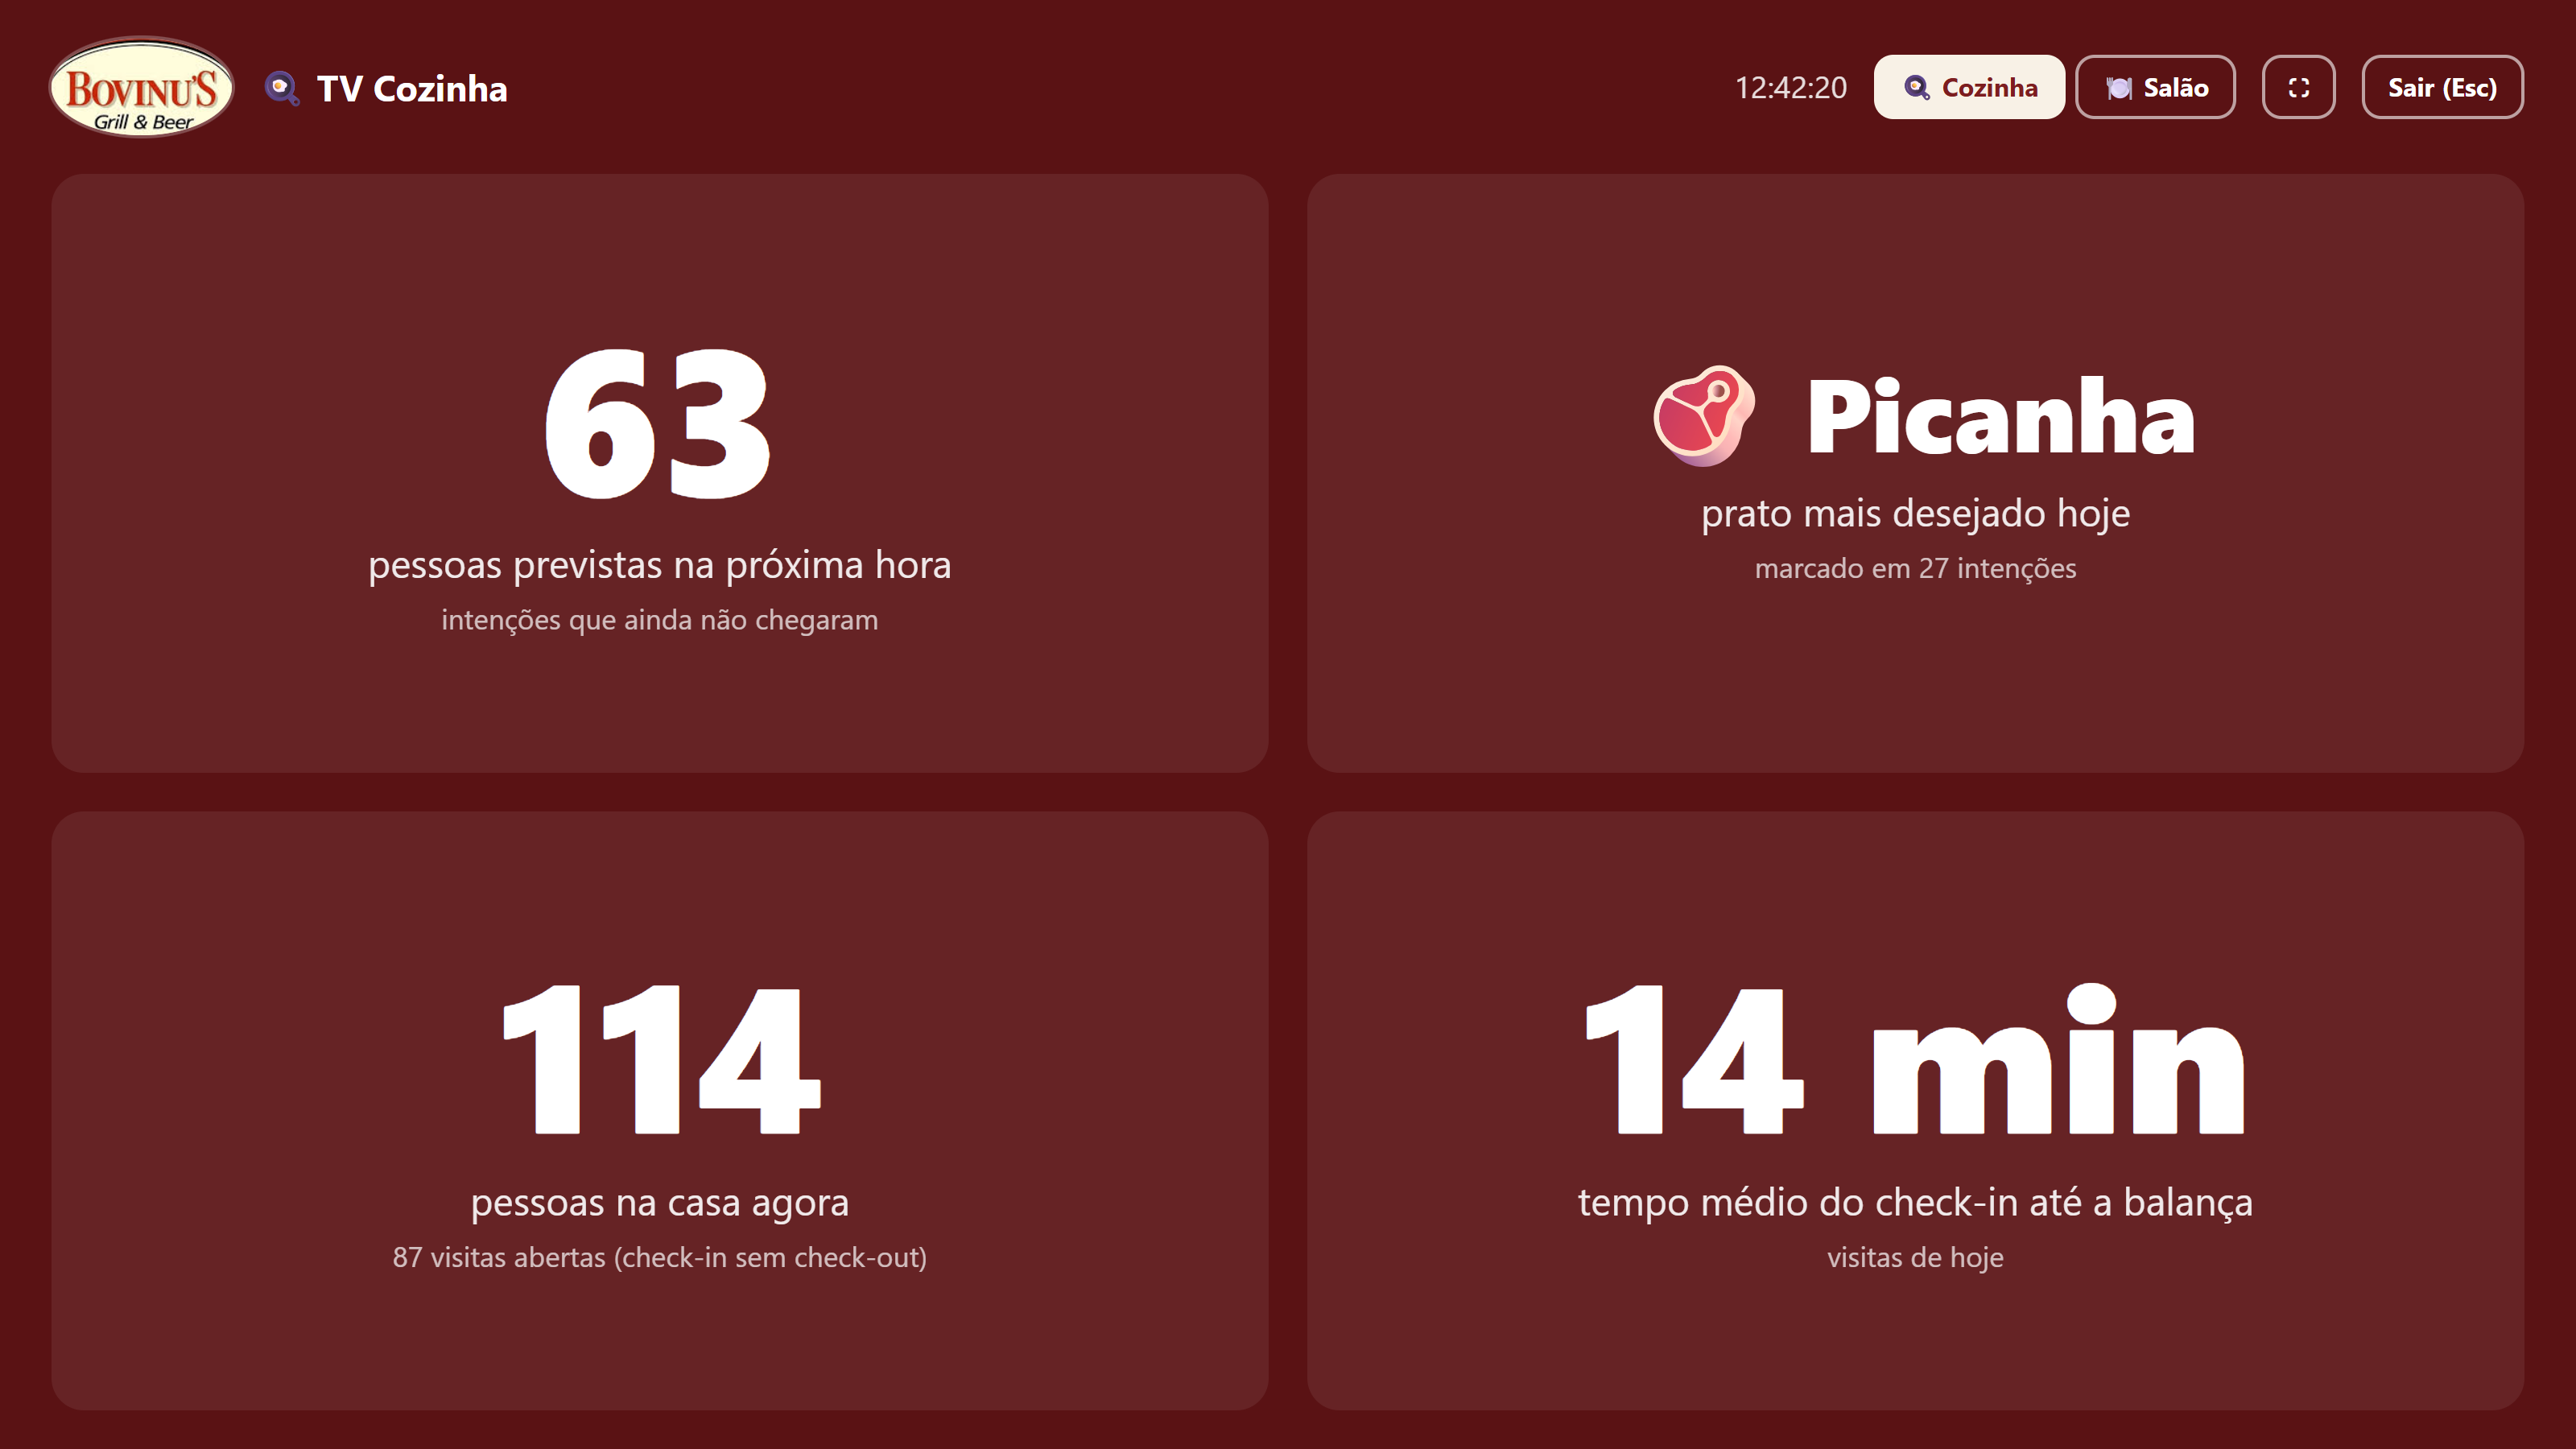 BOVINU'S
Grill & Beer
TV Cozinha
12:42:20
Cozinha
Salão
Sair (Esc)
63
pessoas previstas na próxima hora
intenções que ainda não chegaram
Picanha
prato mais desejado hoje
marcado em 27 intenções
114
pessoas na casa agora
87 visitas abertas (check-in sem check-out)
14 min
tempo médio do check-in até a balança
visitas de hoje